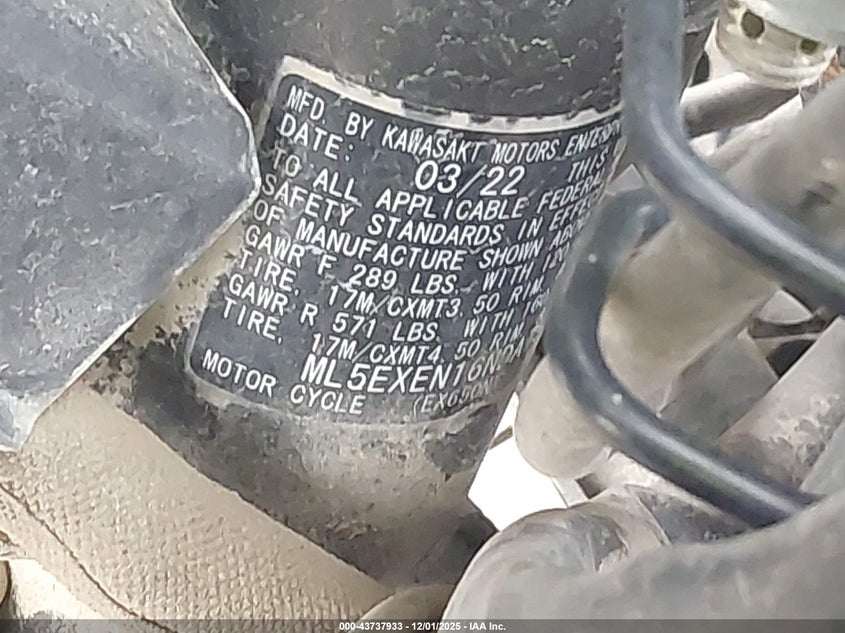 MFD. BY KAWASAKI MOTORS
DATE: 03/22 THIS
TO ALL APPLICABLE FEDERAL
SAFETY STANDARDS IN
OF MANUFACTURE SHOWN
GAWR F 289 LBS. WITH
TIRE, 17M/CXMT3.50 RIM,
GAWR R 571 LBS. WITH
TIRE, 17M/CXMT4.50 RIM,
ML5EXEN16
MOTOR CYCLE
000-43737933 - 12/01/2025 - IAA Inc.